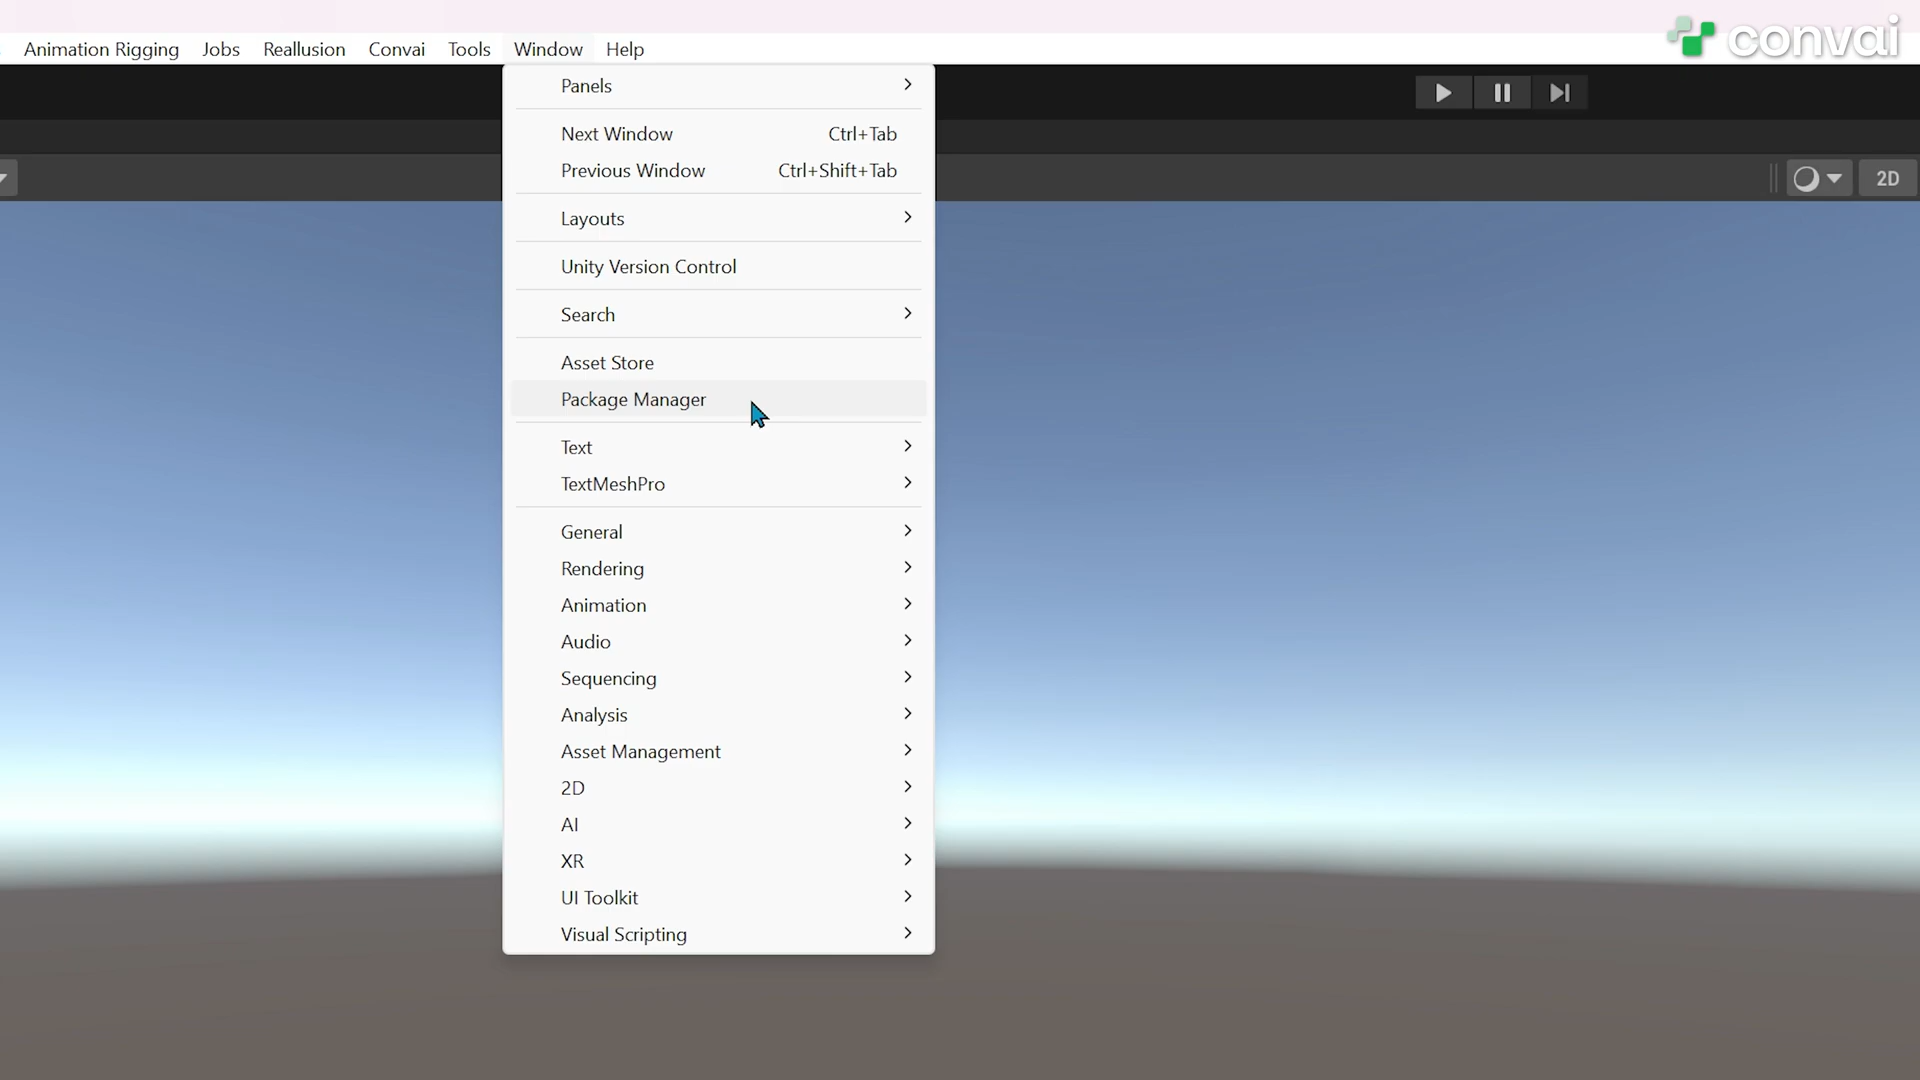 convai
Animation Rigging Jobs Reallusion Convai Tools Window Help
Panels
Next Window Ctrl+Tab
Previous Window Ctrl+Shift+Tab
Layouts
2D
Unity Version Control
Search
Asset Store
Package Manager
Text
TextMeshPro
General
Rendering
Animation
Audio
Sequencing
Analysis
Asset Management
2D
AI
XR
UI Toolkit
Visual Scripting